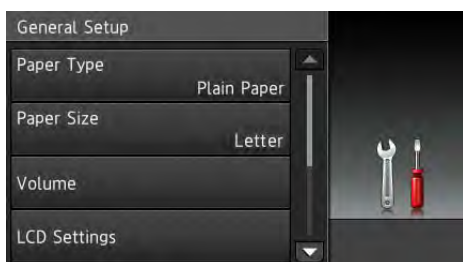 General Setup
Paper Type
Plain Paper
Paper Size
Letter
Volume
LCD Settings